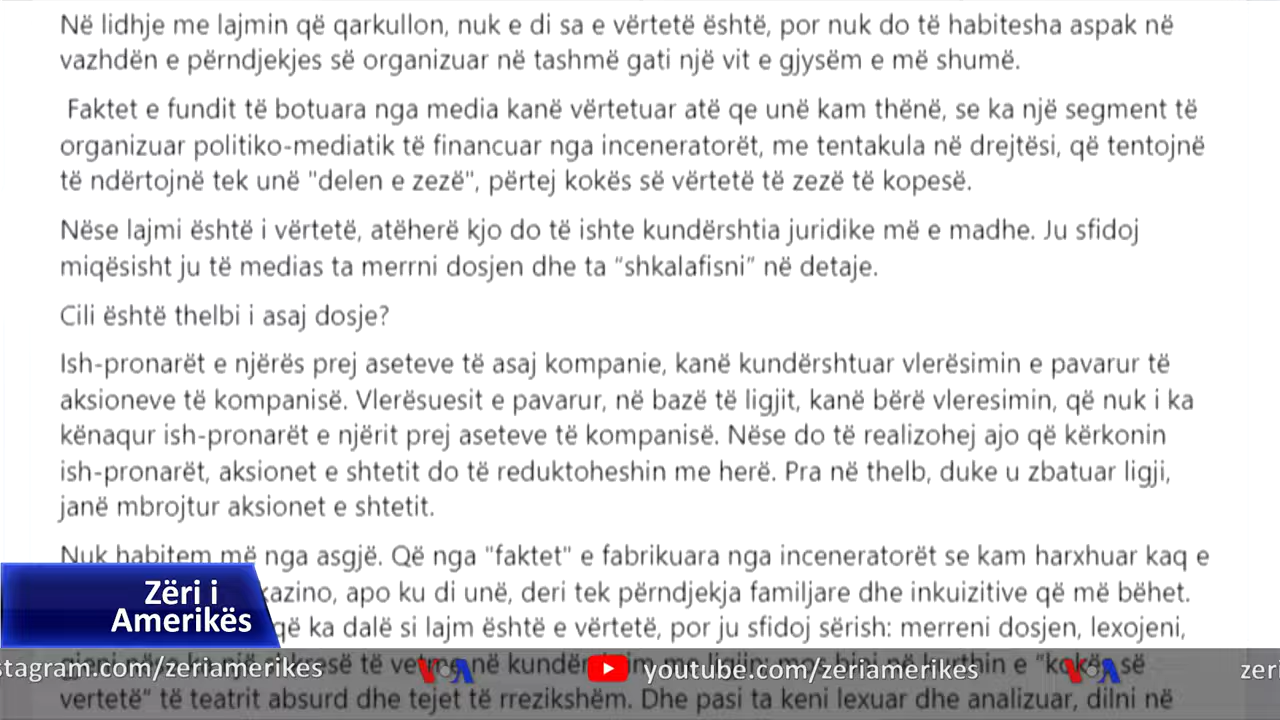 Në lidhje me lajmin që qarkullon, nuk e di sa e vërtetë është, por nuk do të habitesha aspak në
vazhdën e përndjekjes së organizuar në tashmë gati një vit e gjysëm e më shumë.
Faktet e fundit të botuara nga media kanë vërtetuar atë qe unë kam thënë, se ka një segment të
organizuar politiko-mediatik të financuar nga inceneratorët, me tentakula në drejtësi, që tentojnë
të ndërtojnë tek unë "delen e zezë", përtej kokës së vërtetë të zezë të kopesë.
Nëse lajmi është i vërtetë, atëherë kjo do të ishte kundërshtia juridike më e madhe. Ju sfidoj
miqësisht ju të medias ta merrni dosjen dhe ta “shkalafisni” në detaje.
Cili është thelbi i asaj dosje?
Ish-pronarët e njërës prej aseteve të asaj kompanie, kanë kundërshtuar vlerësimin e pavarur të
aksioneve të kompanisë. Vlerësuesit e pavarur, në bazë të ligjit, kanë bërë vleresimin, që nuk i ka
kënaqur ish-pronarët e njërit prej aseteve të kompanisë. Nëse do të realizohej ajo që kërkonin
ish-pronarët, aksionet e shtetit do të reduktoheshin me herë. Pra në thelb, duke u zbatuar ligji,
janë mbrojtur aksionet e shtetit.
Nuk habitem më nga asgjë. Që nga "faktet" e fabrikuara nga inceneratorët se kam harxhuar kaq e
kazino, apo ku di unë, deri tek përndjekja familjare dhe inkuizitive që më bëhet.
që ka dalë si lajm është e vërtetë, por ju sfidoj sërish: merreni dosjen, lexojeni,
të vetme në "kokës së
vertetë" të teatrit absurd dhe tejet të rrezikshëm. Dhe pasi ta keni lexuar dhe analizuar, dilni në
Zëri i
Amerikës
stagram.com/zeriamerikes VOA youtube.com/zeriamerikes VOA zeri